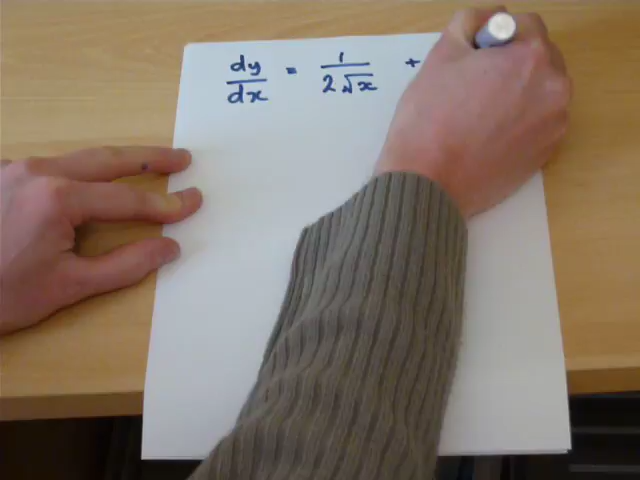 dy/dx = 1/(2√x) +